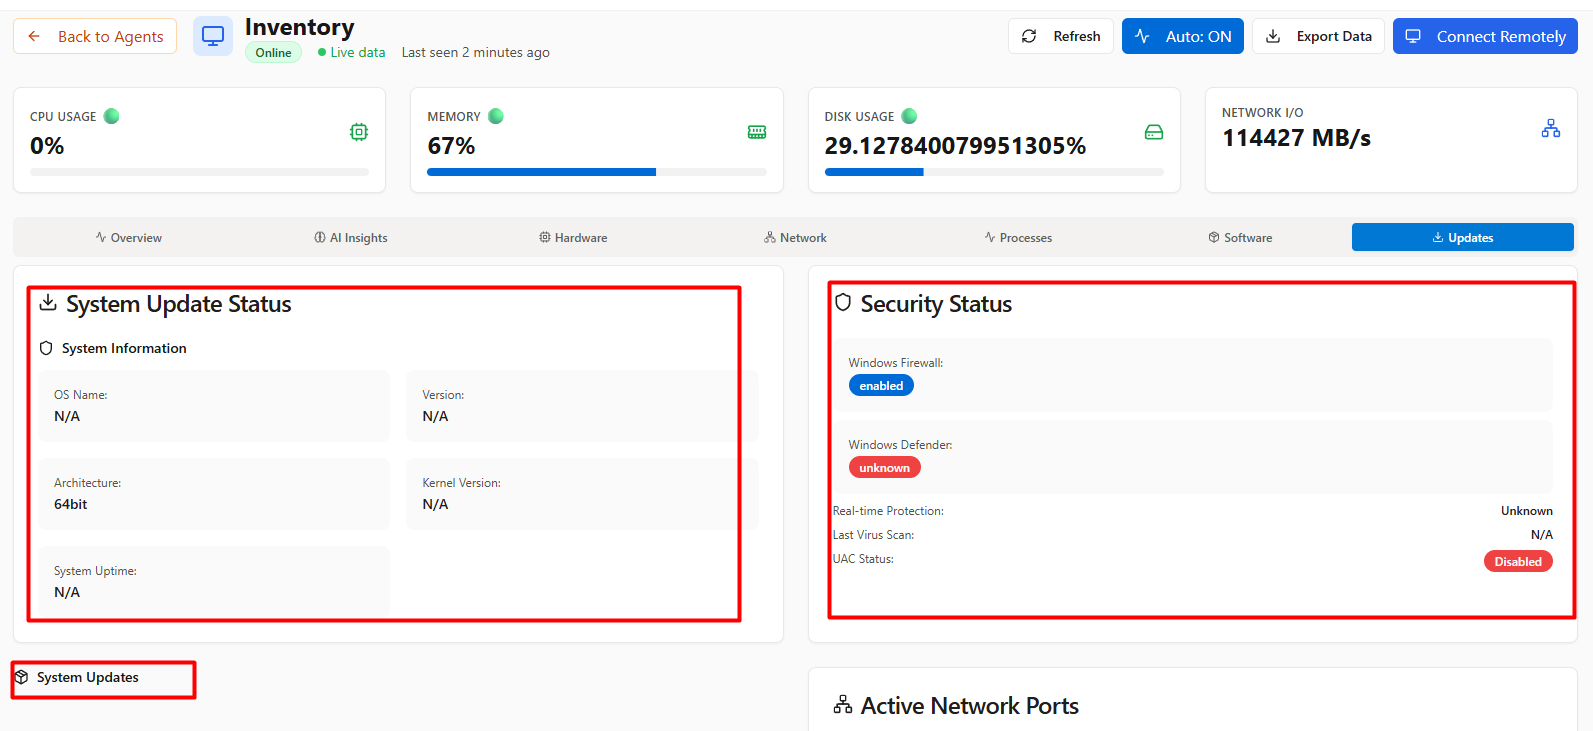 Back to Agents
Inventory
Online
Live data
Last seen 2 minutes ago
Refresh
Auto: ON
Export Data
Connect Remotely
CPU USAGE
0%
MEMORY
67%
DISK USAGE
29.127840079951305%
NETWORK I/O
114427 MB/s
Overview
AI Insights
Hardware
Network
Processes
Software
Updates
System Update Status
System Information
OS Name:
N/A
Version:
N/A
Architecture:
64bit
Kernel Version:
N/A
System Uptime:
N/A
Security Status
Windows Firewall:
enabled
Windows Defender:
unknown
Real-time Protection:
Unknown
Last Virus Scan:
N/A
UAC Status:
Disabled
System Updates
Active Network Ports